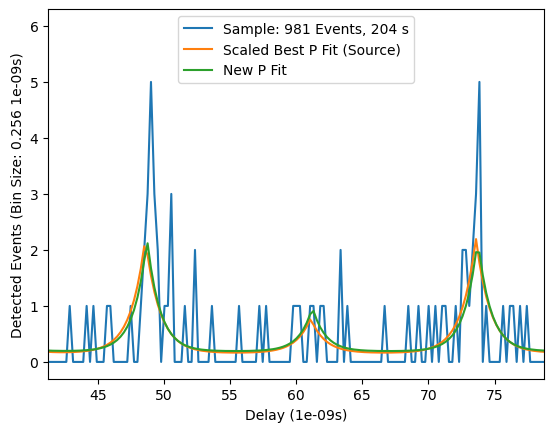 Sample: 981 Events, 204 s
Scaled Best P Fit (Source)
New P Fit
Detected Events (Bin Size: 0.256 1e-09s)
6
5
4
3
2
1
0
45 50 55 60 65 70 75
Delay (1e-09s)